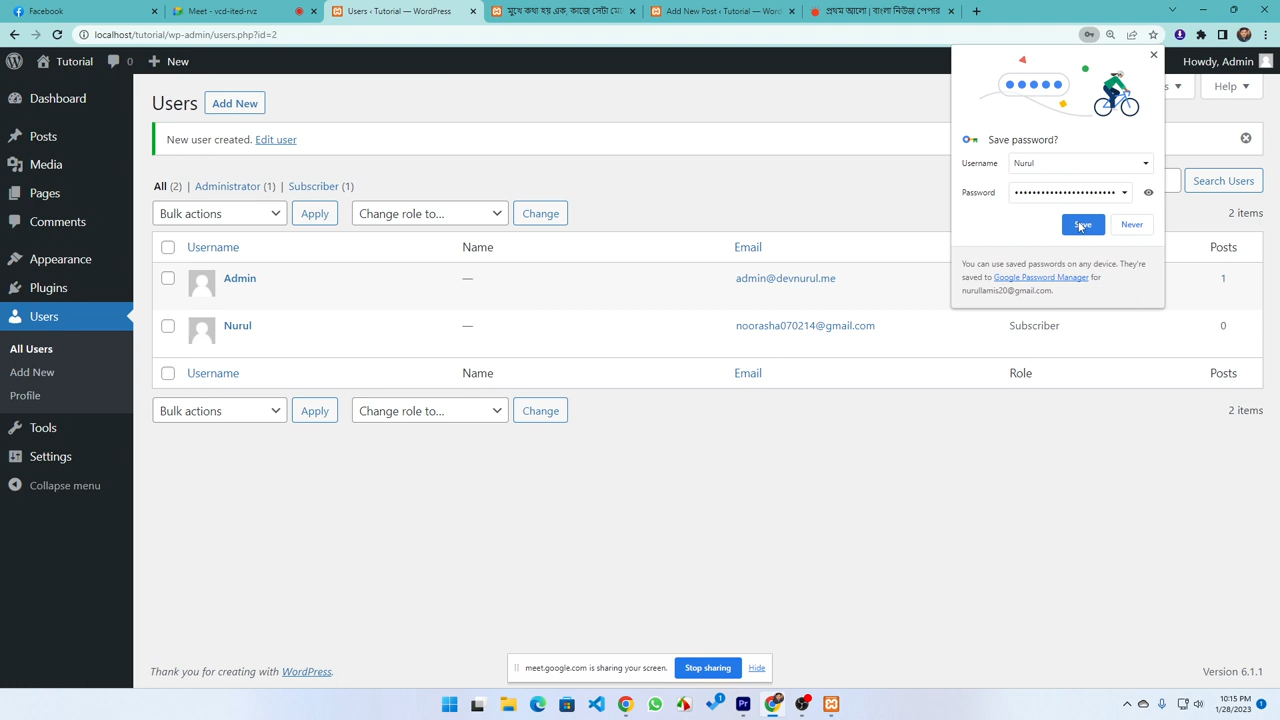 Facebook
Meet - vcd-ited-rvz
Users ‹ Tutorial — WordPress
মুখে কথা হয় এক, কাজে সেটা মে
Add New Post ‹ Tutorial — Wor
প্রথম আলো | বাংলা নিউজ পেপার
localhost/tutorial/wp-admin/users.php?id=2
Tutorial
0
New
Howdy, Admin
Dashboard
Posts
Media
Pages
Comments
Appearance
Plugins
Users
All Users
Add New
Profile
Tools
Settings
Collapse menu
Users
Add New
s
Help
New user created. Edit user
All (2) | Administrator (1) | Subscriber (1)
Search Users
Bulk actions
Apply
Change role to...
Change
2 items
Username
Name
Email
Posts
Admin
—
admin@devnurul.me
1
Nurul
—
noorasha070214@gmail.com
Subscriber
0
Username
Name
Email
Role
Posts
Bulk actions
Apply
Change role to...
Change
2 items
Save password?
Username
Nurul
Password
••••••••••••••••••••••••
Save
Never
You can use saved passwords on any device. They're
saved to Google Password Manager for
nurullamis20@gmail.com.
meet.google.com is sharing your screen.
Stop sharing
Hide
Thank you for creating with WordPress.
Version 6.1.1
1
Pr
10:15 PM
1/28/2023
1